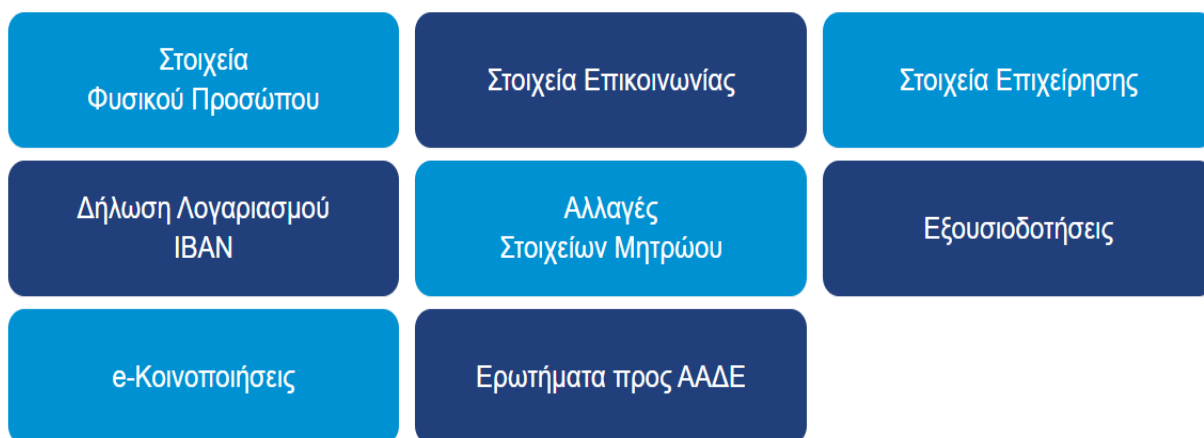 Στοιχεία
Φυσικού Προσώπου
Στοιχεία Επικοινωνίας
Στοιχεία Επιχείρησης
Δήλωση Λογαριασμού
IBAN
Αλλαγές
Στοιχείων Μητρώου
Εξουσιοδοτήσεις
e-Κοινοποιήσεις
Ερωτήματα προς ΑΑΔΕ